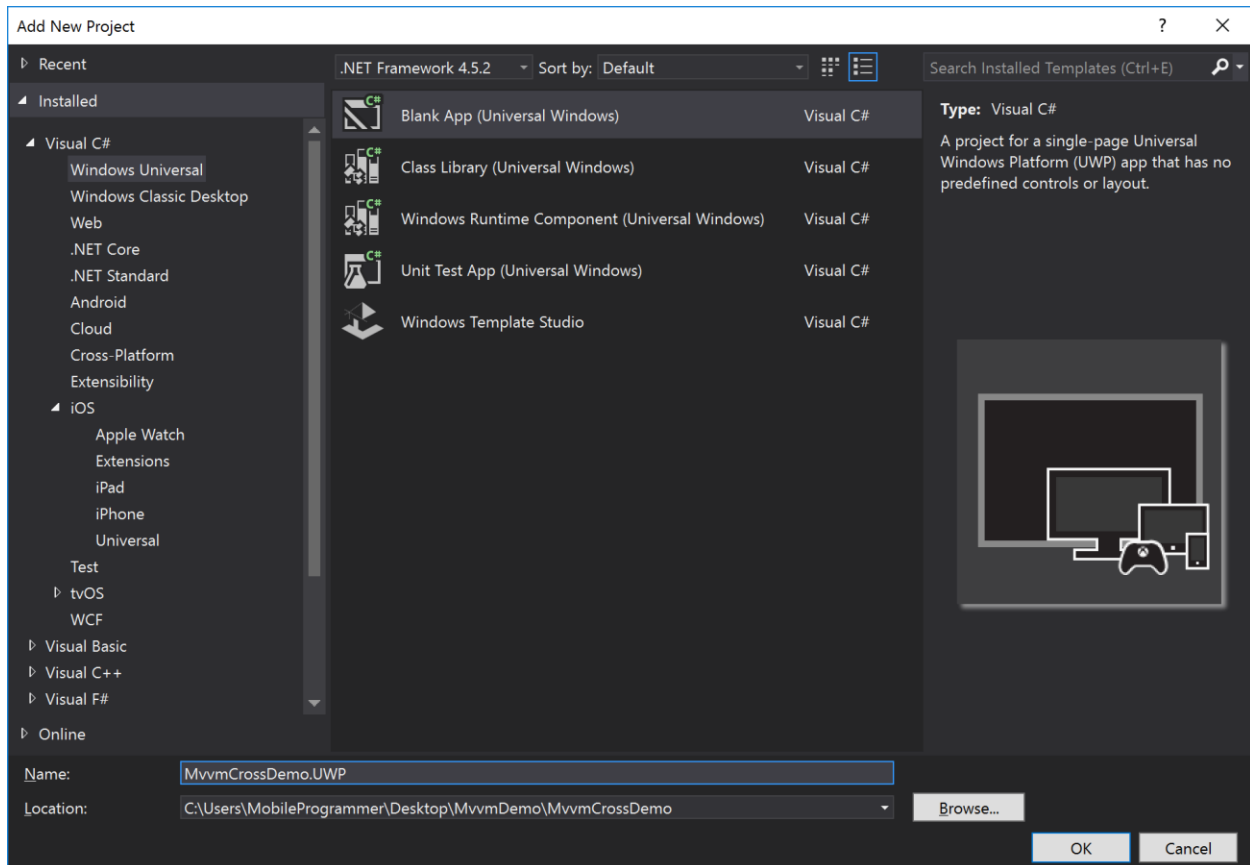 Add New Project
?
Recent
.NET Framework 4.5.2
Sort by: Default
Search Installed Templates (Ctrl+E)
Installed
Visual C#
Windows Universal
Windows Classic Desktop
Web
.NET Core
.NET Standard
Android
Cloud
Cross-Platform
Extensibility
iOS
Apple Watch
Extensions
iPad
iPhone
Universal
Test
tvOS
WCF
Visual Basic
Visual C++
Visual F#
Online
C# Blank App (Universal Windows) Visual C#
C# Class Library (Universal Windows) Visual C#
C# Windows Runtime Component (Universal Windows) Visual C#
C# Unit Test App (Universal Windows) Visual C#
Windows Template Studio Visual C#
Type: Visual C#
A project for a single-page Universal
Windows Platform (UWP) app that has no
predefined controls or layout.
Name: MvvmCrossDemo.UWP
Location: C:\Users\MobileProgrammer\Desktop\MvvmDemo\MvvmCrossDemo
Browse...
OK Cancel